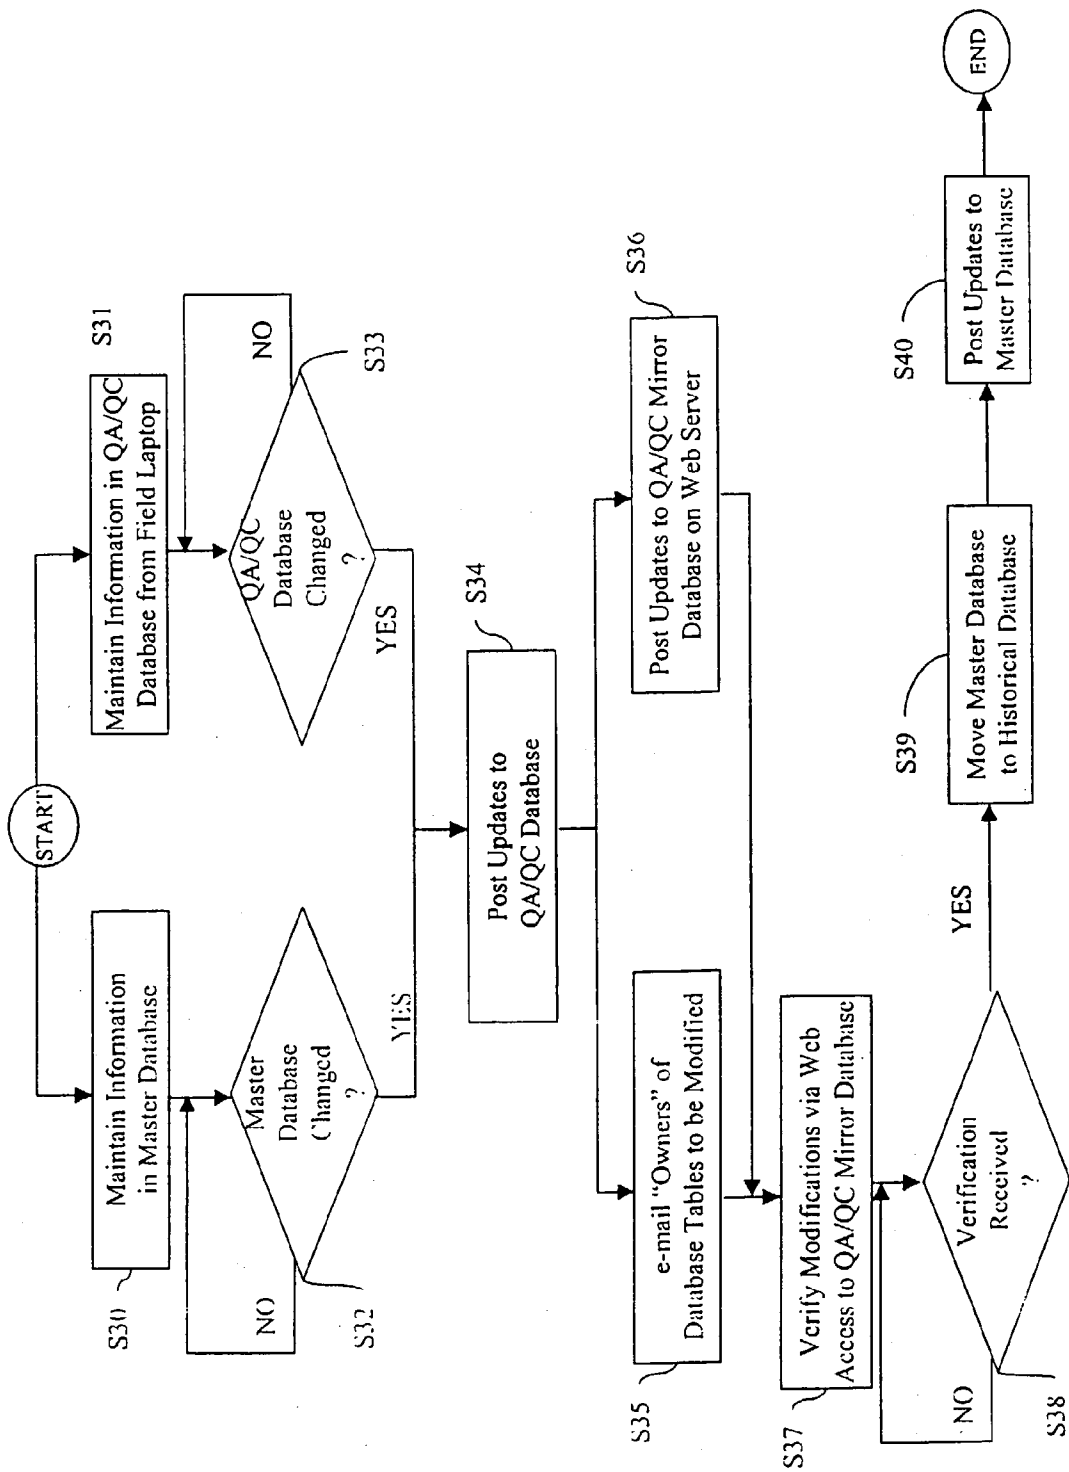 START
S30
Maintain Information
in Master Database
S31
Maintain Information in QA/QC
Database from Field Laptop
Master
Database
Changed
?
NO
S32
YES
QA/QC
Database
Changed
?
NO
S33
YES
S34
Post Updates to
QA/QC Database
S35
e-mail “Owners” of
Database Tables to be Modified
S36
Post Updates to QA/QC Mirror
Database on Web Server
S37
Verify Modifications via Web
Access to QA/QC Mirror Database
Verification
Received
?
NO
S38
YES
S39
Move Master Database
to Historical Database
S40
Post Updates to
Master Database
END